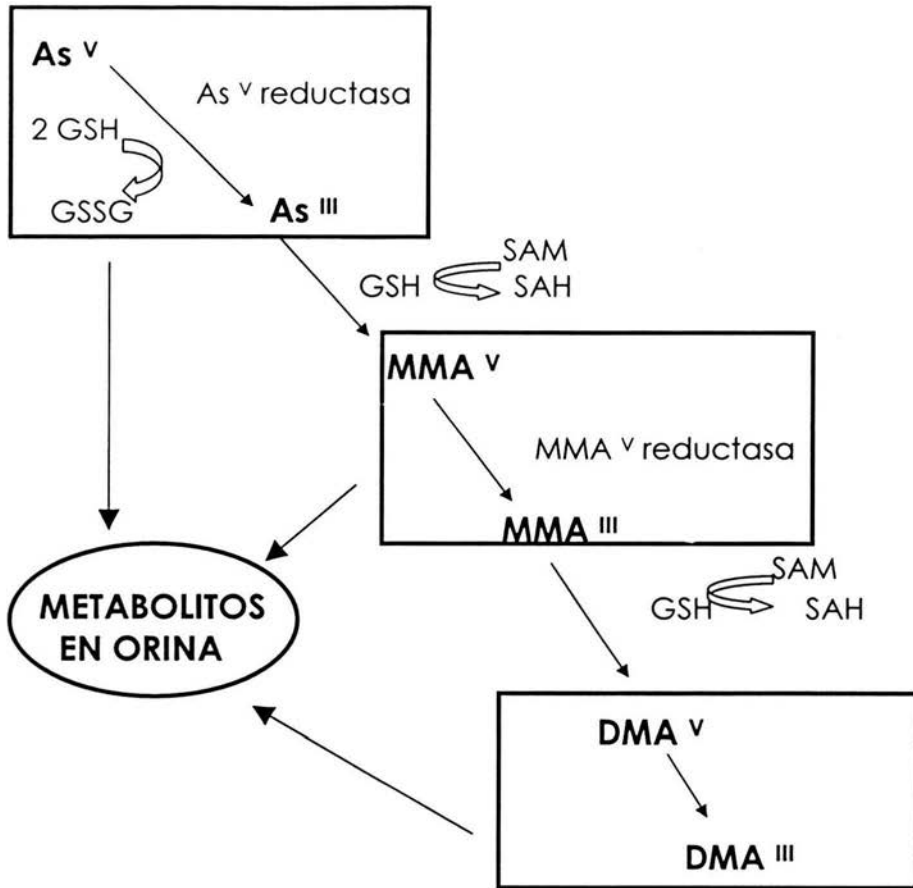 As V
As V reductasa
2 GSH
GSSG
As III
SAM
GSH
SAH
MMA V
MMA V reductasa
MMA III
SAM
GSH
SAH
METABOLITOS
EN ORINA
DMA V
DMA III